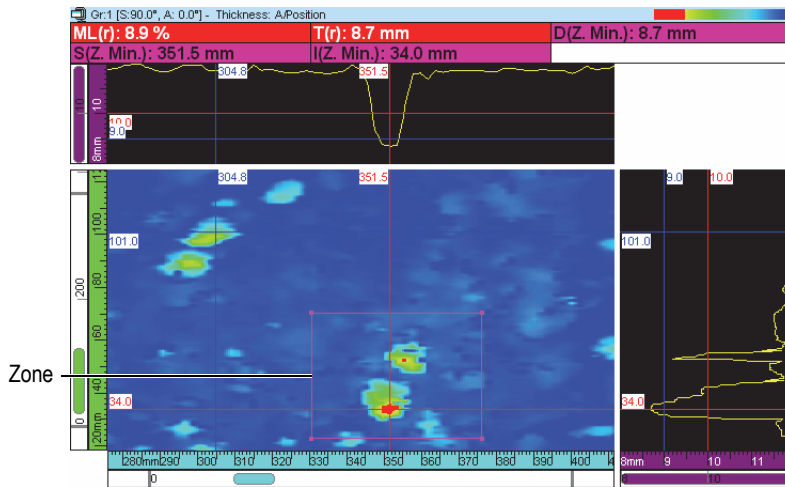 Gr:1 [S:90.0°, A: 0.0°] - Thickness: A/Position
ML(r): 8.9 % T(r): 8.7 mm D(Z. Min.): 8.7 mm
S(Z. Min.): 351.5 mm I(Z. Min.): 34.0 mm
304.8 351.5
10 10 10.0
9.0
8mm
304.8 351.5 9.0 10.0
100
101.0 101.0
80
200
60
Zone
40
34.0 34.0
0 20mm
280mm 290 300 310 320 330 340 350 360 370 380 390 400 8mm 9 10 11
0 8 10